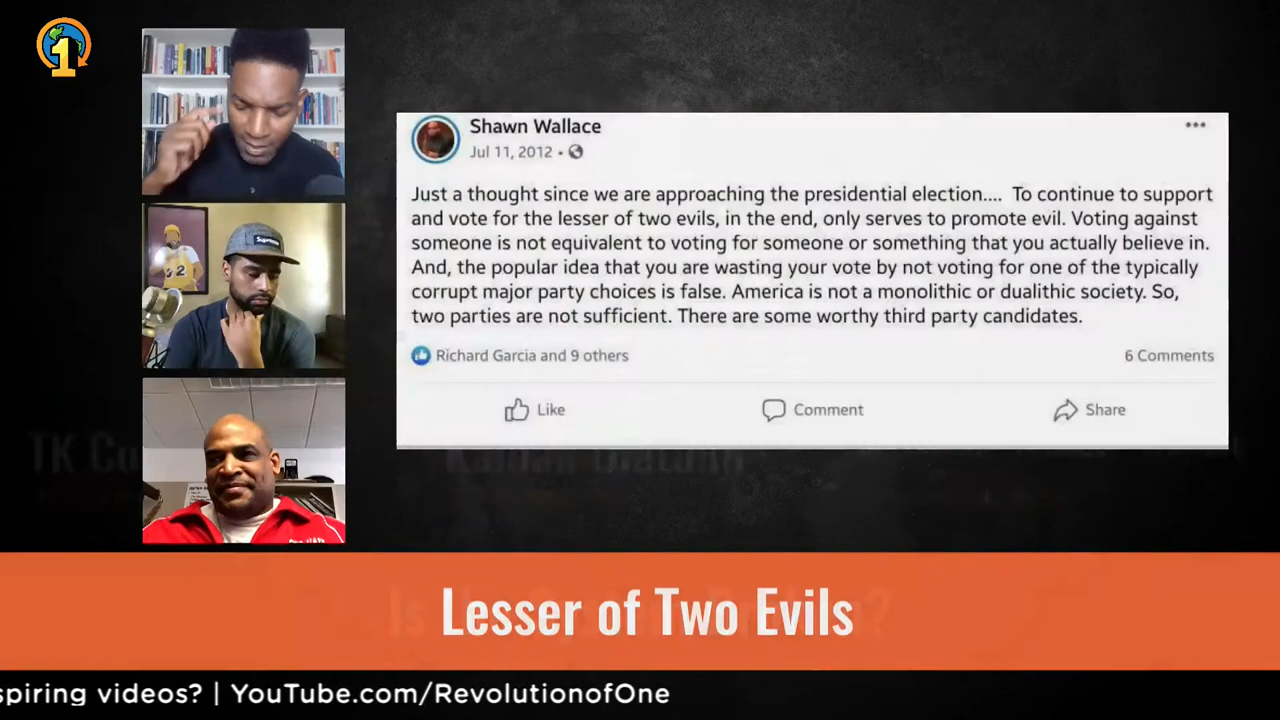 1
Supreme
Shawn Wallace
Jul 11, 2012 •
Just a thought since we are approaching the presidential election.... To continue to support
and vote for the lesser of two evils, in the end, only serves to promote evil. Voting against
someone is not equivalent to voting for someone or something that you actually believe in.
And, the popular idea that you are wasting your vote by not voting for one of the typically
corrupt major party choices is false. America is not a monolithic or dualithic society. So,
two parties are not sufficient. There are some worthy third party candidates.
Richard Garcia and 9 others
6 Comments
Like
Comment
Share
TK Co
Lesser of Two Evils
spiring videos? | YouTube.com/RevolutionofOne